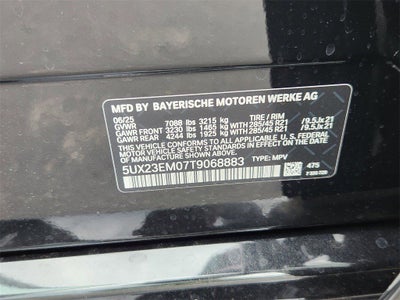 MFD BY BAYERISCHE MOTOREN WERKE AG
06/25 TIRE / RIM
GVWR 7088 lbs 3215 kg
GAWR FRONT 3230 lbs 1465 kg WITH 285/45 R21 /9.5Jx21
GAWR REAR 4244 lbs 1925 kg WITH 285/45 R21 /9.5Jx21
THIS VEHICLE CONFORMS TO ALL APPLICABLE U.S. FEDERAL
MOTOR VEHICLE SAFETY STANDARDS IN EFFECT ON THE
DATE OF MANUFACTURE SHOWN ABOVE.
5UX23EM07T9068883 TYPE: MPV
475